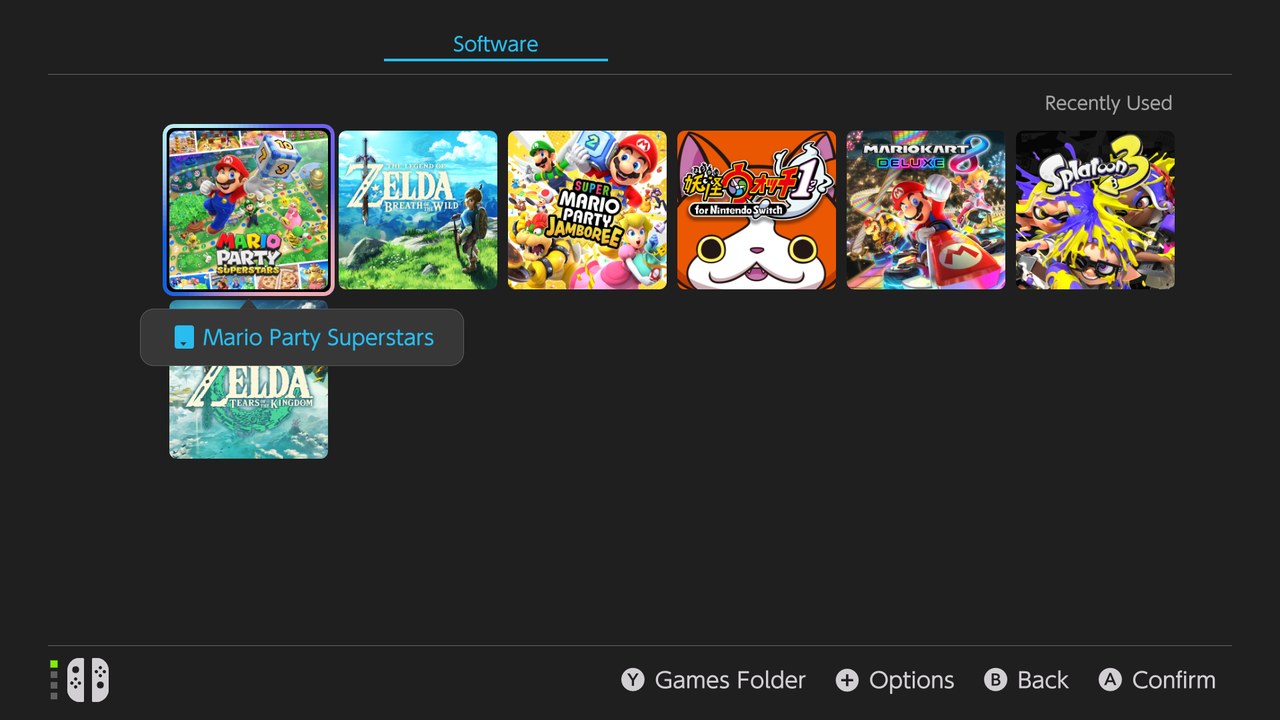 Software
Recently Used
10
MARIO
PARTY
SUPERSTARS
THE LEGEND OF
ZELDA
BREATH OF THE WILD
2
SUPER
MARIO
PARTY
JAMBOREE
妖怪ウォッチ1
for Nintendo Switch
MARIOKART 8
DELUXE
M
Splatoon 3
Mario Party Superstars
ZELDA
TEARS OF THE KINGDOM
Y Games Folder
+ Options
B Back
A Confirm